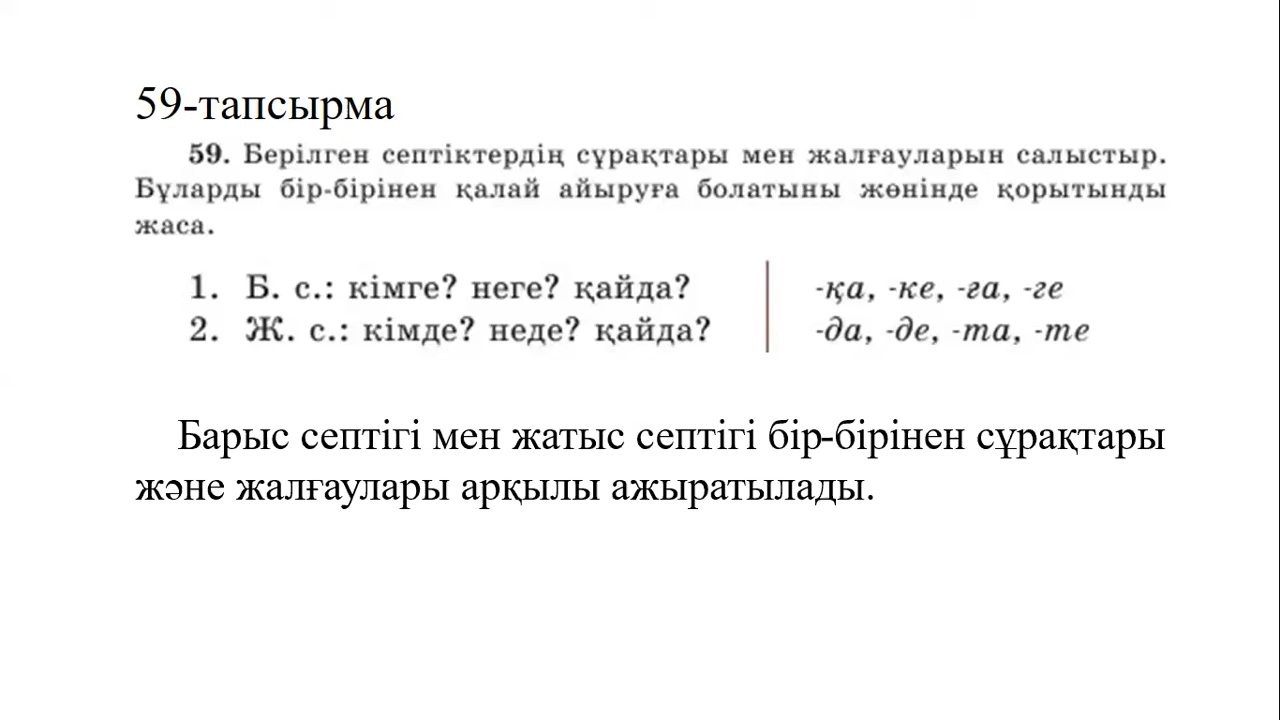 59-тапсырма
59. Берілген септіктердің сұрақтары мен жалғауларын салыстыр.
Бұларды бір-бірінен қалай айыруға болатыны жөнінде қорытынды
жаса.
1. Б. с.: кімге? неге? қайда? -қа, -ке, -ға, -ге
2. Ж. с.: кімде? неде? қайда? -да, -де, -та, -те
Барыс септігі мен жатыс септігі бір-бірінен сұрақтары
және жалғаулары арқылы ажыратылады.